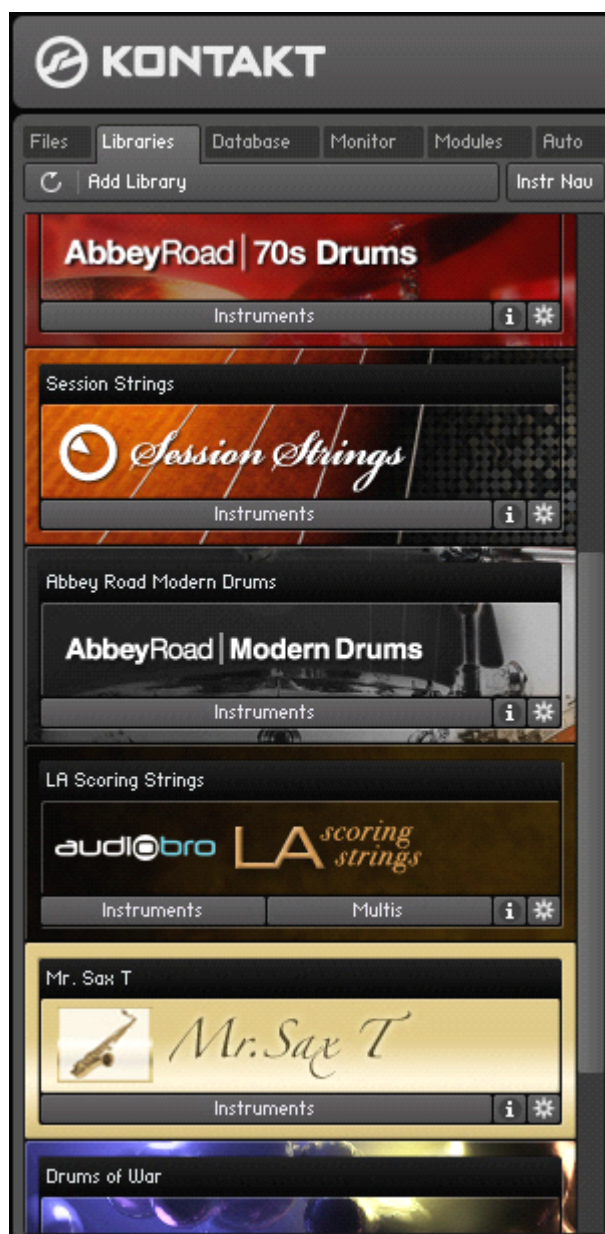 KONTAKT
Files Libraries Database Monitor Modules Auto
Add Library Instr Nav
AbbeyRoad | 70s Drums
Instruments i
Session Strings
Session Strings
Instruments i
Abbey Road Modern Drums
AbbeyRoad | Modern Drums
Instruments i
LA Scoring Strings
audiobro LA scoring strings
Instruments Multis i
Mr. Sax T
Mr. Sax T
Instruments i
Drums of War